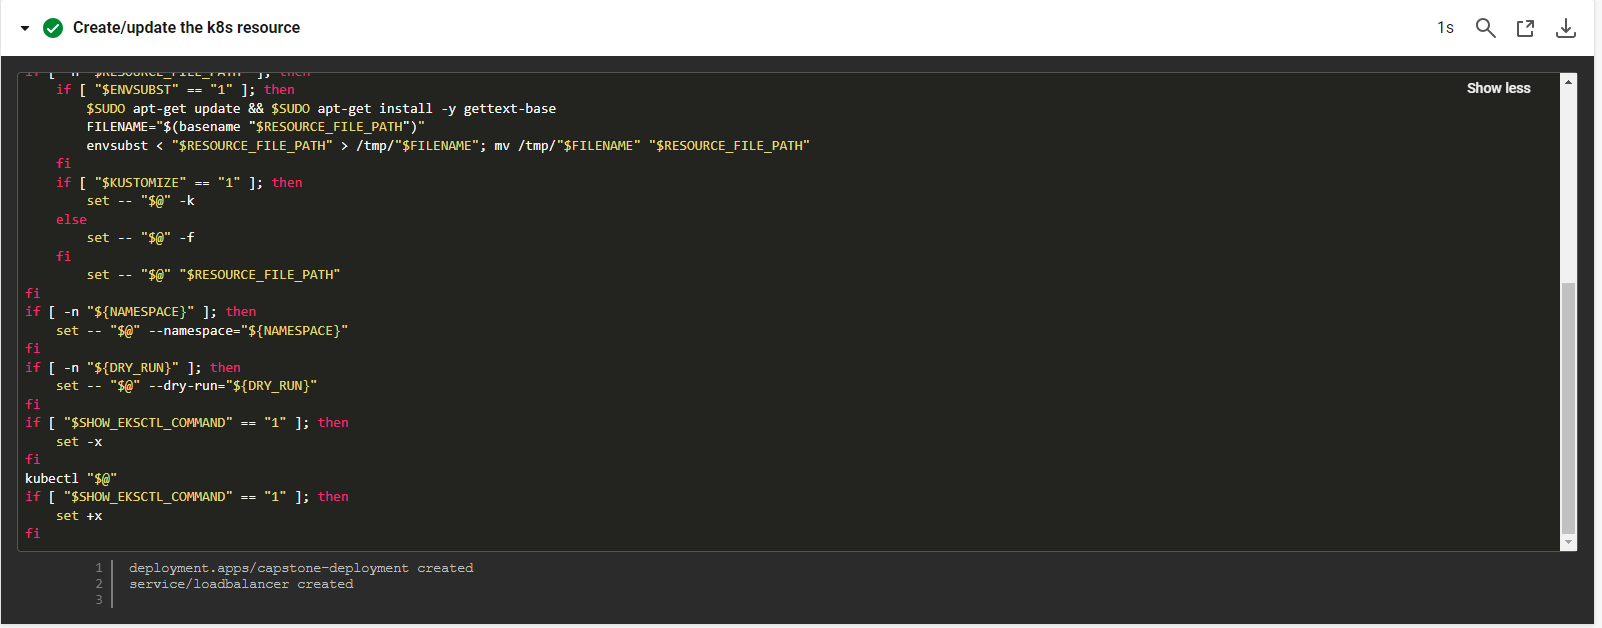 Create/update the k8s resource
1s
if [ -n "$RESOURCE_FILE_PATH" ]; then
Show less
if [ "$ENVSUBST" == "1" ]; then
$SUDO apt-get update && $SUDO apt-get install -y gettext-base
FILENAME="$(basename "$RESOURCE_FILE_PATH")"
envsubst < "$RESOURCE_FILE_PATH" > /tmp/"$FILENAME"; mv /tmp/"$FILENAME" "$RESOURCE_FILE_PATH"
fi
if [ "$KUSTOMIZE" == "1" ]; then
set -- "$@" -k
else
set -- "$@" -f
fi
set -- "$@" "$RESOURCE_FILE_PATH"
fi
if [ -n "${NAMESPACE}" ]; then
set -- "$@" --namespace="${NAMESPACE}"
fi
if [ -n "${DRY_RUN}" ]; then
set -- "$@" --dry-run="${DRY_RUN}"
fi
if [ "$SHOW_EKSCTL_COMMAND" == "1" ]; then
set -x
fi
kubectl "$@"
if [ "$SHOW_EKSCTL_COMMAND" == "1" ]; then
set +x
fi
1 deployment.apps/capstone-deployment created
2 service/loadbalancer created
3